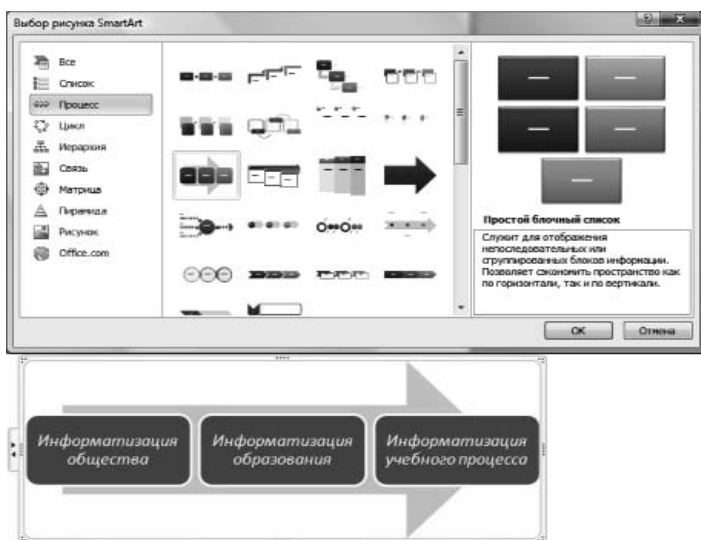 Выбор рисунка SmartArt
Все
Список
Процесс
Цикл
Иерархия
Связь
Матрица
Пирамида
Рисунок
Office.com
Простой блочный список
Служит для отображения
непоследовательных или
сгруппированных блоков информации.
Позволяет сэкономить пространство как
по горизонтали, так и по вертикали.
ОК
Отмена
Информатизация
общества
Информатизация
образования
Информатизация
учебного процесса